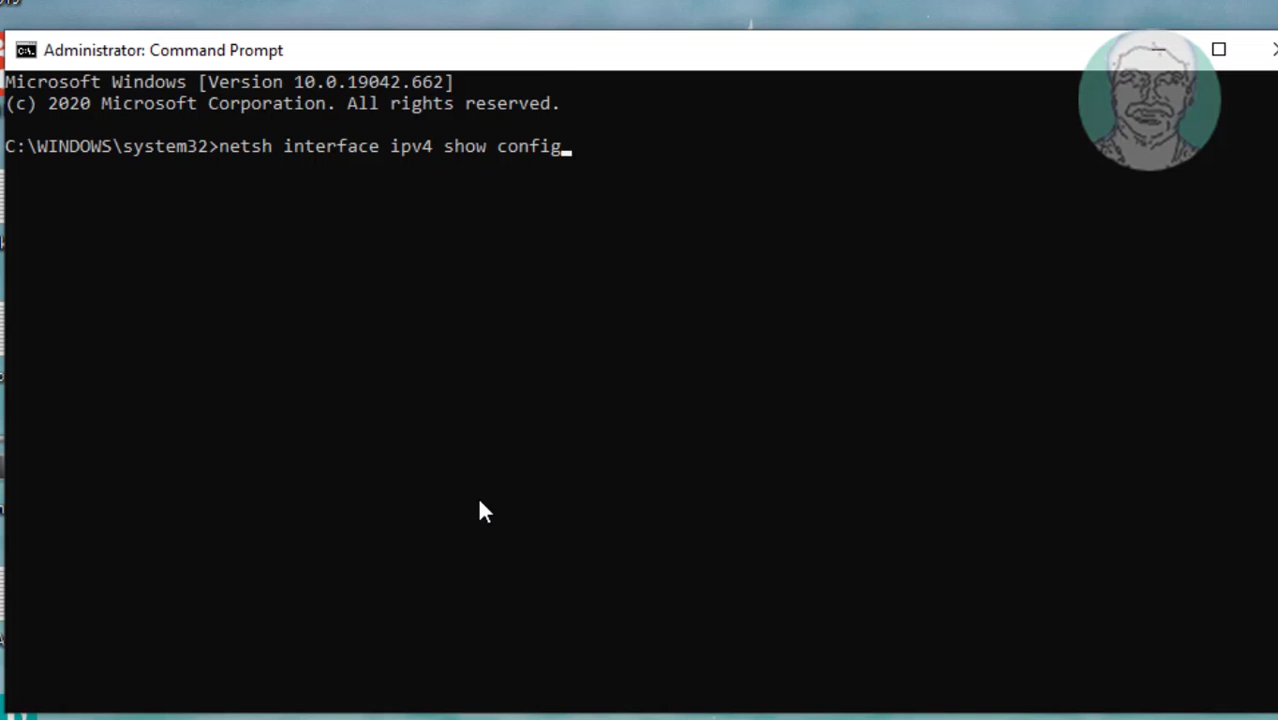 Administrator: Command Prompt
Microsoft Windows [Version 10.0.19042.662]
(c) 2020 Microsoft Corporation. All rights reserved.
C:\WINDOWS\system32>netsh interface ipv4 show config